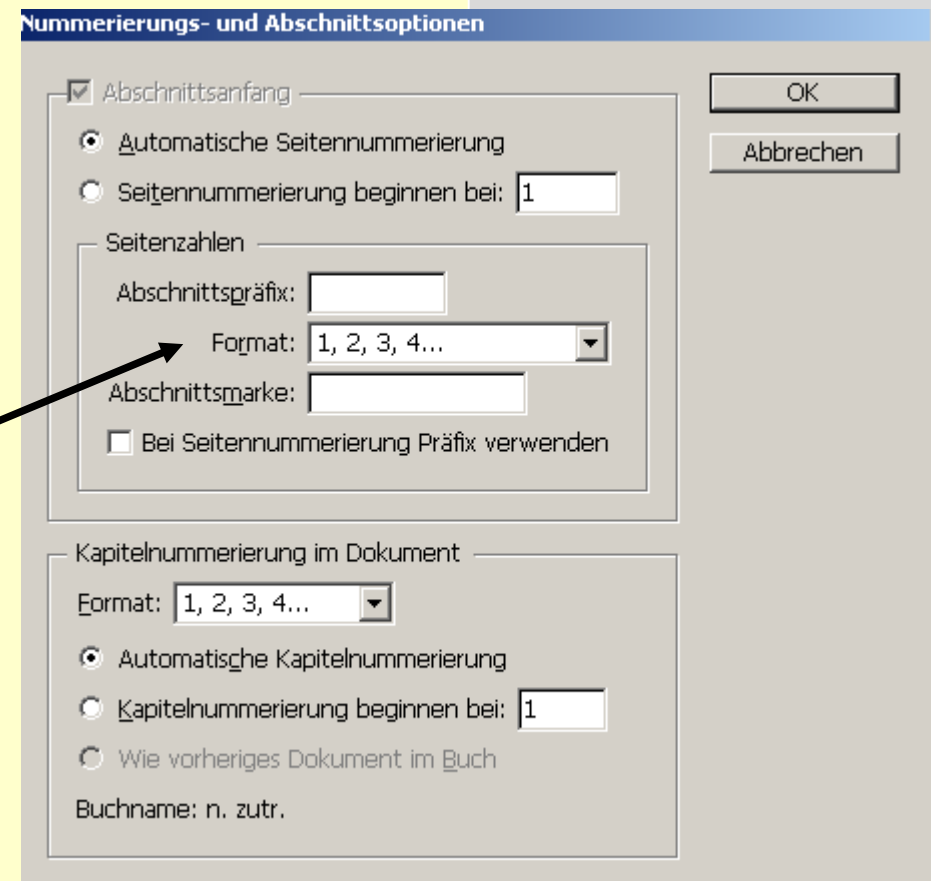 Nummerierungs- und Abschnittsoptionen
Abschnittsanfang
OK
Automatische Seitennummerierung
Abbrechen
Seitennummerierung beginnen bei: 1
Seitenzahlen
Abschnittspräfix:
Format: 1, 2, 3, 4...
Abschnittsmarke:
Bei Seitennummerierung Präfix verwenden
Kapitelnummerierung im Dokument
Format: 1, 2, 3, 4...
Automatische Kapitelnummerierung
Kapitelnummerierung beginnen bei: 1
Wie vorheriges Dokument im Buch
Buchname: n. zutr.